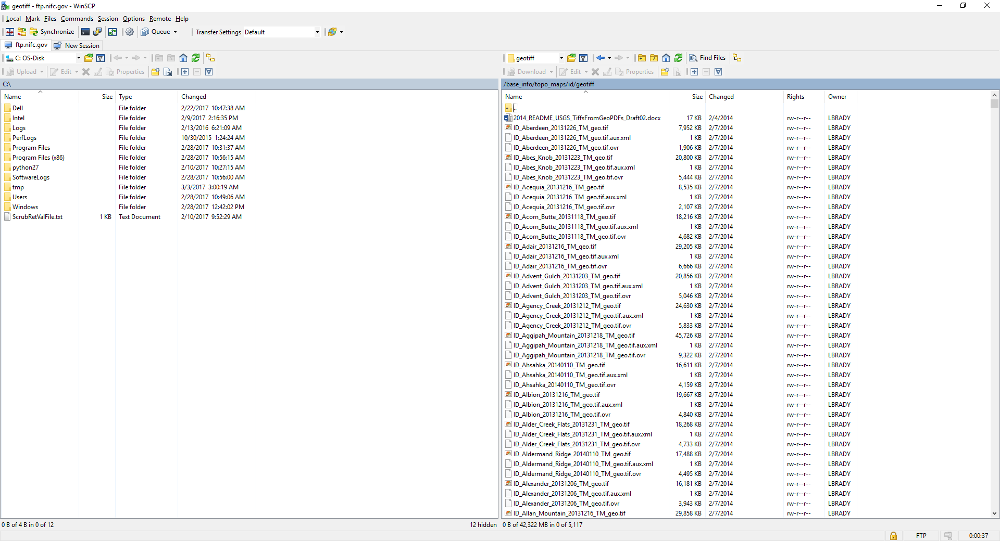 geotiff - ftp.nifc.gov - WinSCP
Local Mark Files Commands Session Options Remote Help
Synchronize Queue Transfer Settings Default
ftp.nifc.gov New Session
C: OS-Disk geotiff Find Files
Upload Edit Properties Download Edit Properties
C:\ /base_info/topo_maps/id/geotiff
Name Size Type Changed
Dell File folder 2/22/2017 10:47:38 AM
Intel File folder 2/9/2017 2:16:35 PM
Logs File folder 2/13/2016 6:21:09 AM
PerfLogs File folder 10/30/2015 1:24:24 AM
Program Files File folder 2/28/2017 10:31:37 AM
Program Files (x86) File folder 2/28/2017 10:56:15 AM
python27 File folder 2/10/2017 10:27:15 AM
SoftwareLogs File folder 2/28/2017 10:56:00 AM
tmp File folder 3/3/2017 3:00:19 AM
Users File folder 2/28/2017 10:49:06 AM
Windows File folder 2/28/2017 12:42:02 PM
ScrubRetValFile.txt 1 KB Text Document 2/10/2017 9:52:29 AM
Name Size Changed Rights Owner
..
2014_README_USGS_TiffsFromGeoPDFs_Draft02.docx 17 KB 2/4/2014 rw-r--r-- LBRADY
ID_Aberdeen_20131226_TM_geo.tif 7,952 KB 2/7/2014 rw-r--r-- LBRADY
ID_Aberdeen_20131226_TM_geo.tif.aux.xml 1 KB 2/7/2014 rw-r--r-- LBRADY
ID_Aberdeen_20131226_TM_geo.tif.ovr 1,906 KB 2/7/2014 rw-r--r-- LBRADY
ID_Abes_Knob_20131223_TM_geo.tif 20,800 KB 2/7/2014 rw-r--r-- LBRADY
ID_Abes_Knob_20131223_TM_geo.tif.aux.xml 1 KB 2/7/2014 rw-r--r-- LBRADY
ID_Abes_Knob_20131223_TM_geo.tif.ovr 5,444 KB 2/7/2014 rw-r--r-- LBRADY
ID_Acequia_20131216_TM_geo.tif 8,535 KB 2/7/2014 rw-r--r-- LBRADY
ID_Acequia_20131216_TM_geo.tif.aux.xml 1 KB 2/7/2014 rw-r--r-- LBRADY
ID_Acequia_20131216_TM_geo.tif.ovr 2,107 KB 2/7/2014 rw-r--r-- LBRADY
ID_Acorn_Butte_20131118_TM_geo.tif 18,216 KB 2/7/2014 rw-r--r-- LBRADY
ID_Acorn_Butte_20131118_TM_geo.tif.aux.xml 1 KB 2/7/2014 rw-r--r-- LBRADY
ID_Acorn_Butte_20131118_TM_geo.tif.ovr 4,682 KB 2/7/2014 rw-r--r-- LBRADY
ID_Adair_20131216_TM_geo.tif 29,205 KB 2/7/2014 rw-r--r-- LBRADY
ID_Adair_20131216_TM_geo.tif.aux.xml 1 KB 2/7/2014 rw-r--r-- LBRADY
ID_Adair_20131216_TM_geo.tif.ovr 6,666 KB 2/7/2014 rw-r--r-- LBRADY
ID_Advent_Gulch_20131203_TM_geo.tif 20,856 KB 2/7/2014 rw-r--r-- LBRADY
ID_Advent_Gulch_20131203_TM_geo.tif.aux.xml 1 KB 2/7/2014 rw-r--r-- LBRADY
ID_Advent_Gulch_20131203_TM_geo.tif.ovr 5,046 KB 2/7/2014 rw-r--r-- LBRADY
ID_Agency_Creek_20131212_TM_geo.tif 24,630 KB 2/7/2014 rw-r--r-- LBRADY
ID_Agency_Creek_20131212_TM_geo.tif.aux.xml 1 KB 2/7/2014 rw-r--r-- LBRADY
ID_Agency_Creek_20131212_TM_geo.tif.ovr 5,833 KB 2/7/2014 rw-r--r-- LBRADY
ID_Aggipah_Mountain_20131218_TM_geo.tif 45,726 KB 2/7/2014 rw-r--r-- LBRADY
ID_Aggipah_Mountain_20131218_TM_geo.tif.aux.xml 1 KB 2/7/2014 rw-r--r-- LBRADY
ID_Aggipah_Mountain_20131218_TM_geo.tif.ovr 9,322 KB 2/7/2014 rw-r--r-- LBRADY
ID_Ahsahka_20140110_TM_geo.tif 16,611 KB 2/7/2014 rw-r--r-- LBRADY
ID_Ahsahka_20140110_TM_geo.tif.aux.xml 1 KB 2/7/2014 rw-r--r-- LBRADY
ID_Ahsahka_20140110_TM_geo.tif.ovr 4,159 KB 2/7/2014 rw-r--r-- LBRADY
ID_Albion_20131216_TM_geo.tif 19,667 KB 2/7/2014 rw-r--r-- LBRADY
ID_Albion_20131216_TM_geo.tif.aux.xml 1 KB 2/7/2014 rw-r--r-- LBRADY
ID_Albion_20131216_TM_geo.tif.ovr 4,840 KB 2/7/2014 rw-r--r-- LBRADY
ID_Alder_Creek_Flats_20131231_TM_geo.tif 18,268 KB 2/7/2014 rw-r--r-- LBRADY
ID_Alder_Creek_Flats_20131231_TM_geo.tif.aux.xml 1 KB 2/7/2014 rw-r--r-- LBRADY
ID_Alder_Creek_Flats_20131231_TM_geo.tif.ovr 4,733 KB 2/7/2014 rw-r--r-- LBRADY
ID_Aldermand_Ridge_20140110_TM_geo.tif 17,488 KB 2/7/2014 rw-r--r-- LBRADY
ID_Aldermand_Ridge_20140110_TM_geo.tif.aux.xml 1 KB 2/7/2014 rw-r--r-- LBRADY
ID_Aldermand_Ridge_20140110_TM_geo.tif.ovr 4,495 KB 2/7/2014 rw-r--r-- LBRADY
ID_Alexander_20131206_TM_geo.tif 16,181 KB 2/7/2014 rw-r--r-- LBRADY
ID_Alexander_20131206_TM_geo.tif.aux.xml 1 KB 2/7/2014 rw-r--r-- LBRADY
ID_Alexander_20131206_TM_geo.tif.ovr 3,943 KB 2/7/2014 rw-r--r-- LBRADY
ID_Allan_Mountain_20131216_TM_geo.tif 29,858 KB 2/7/2014 rw-r--r-- LBRADY
0 B of 4 B in 0 of 12 12 hidden 0 B of 42,322 MB in 0 of 5,117
FTP 0:00:37